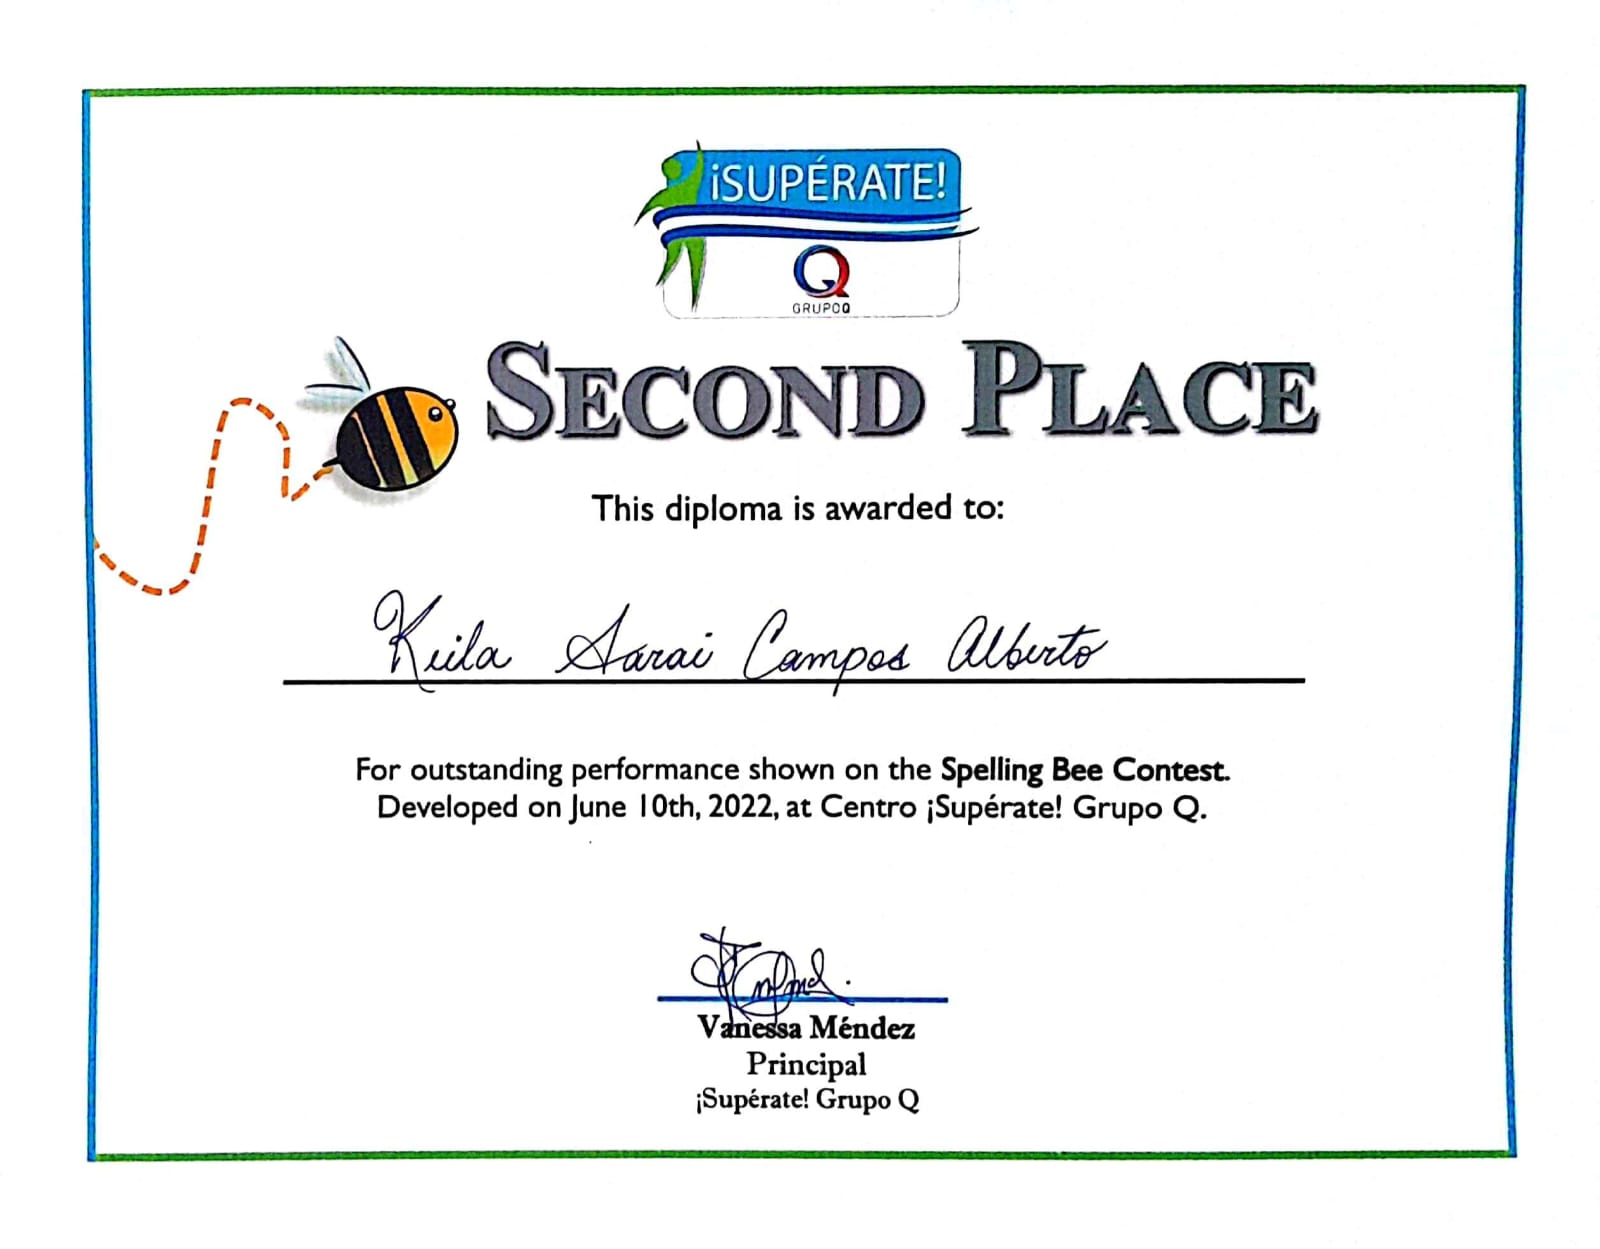 ¡SUPÉRATE!
GRUPOQ
SECOND PLACE
This diploma is awarded to:
Keila Sarai Campos Alberto
For outstanding performance shown on the Spelling Bee Contest.
Developed on June 10th, 2022, at Centro ¡Supérate! Grupo Q.
Vanessa Méndez
Principal
¡Supérate! Grupo Q